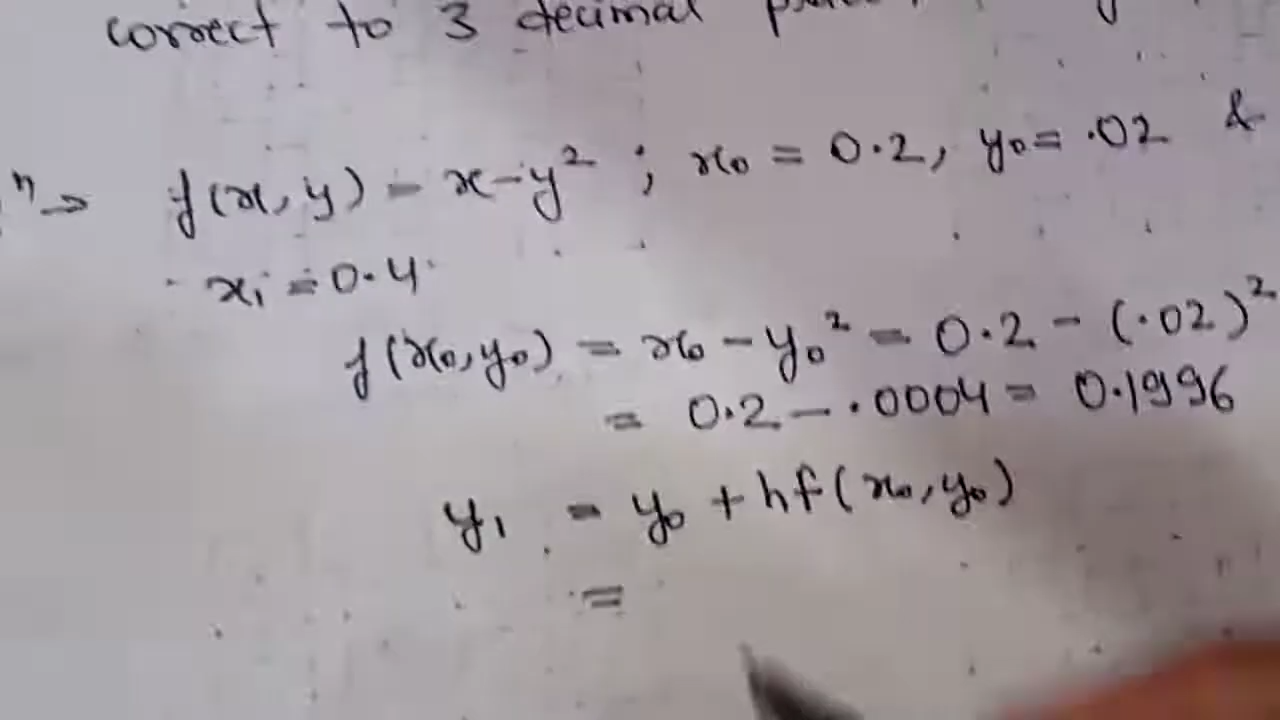 correct to 3 decimal
→ f(x, y) = x - y² ; x₀ = 0.2, y₀ = .02 &
x₁ = 0.4
f(x₀, y₀) = x₀ - y₀² = 0.2 - (.02)²
= 0.2 - .0004 = 0.1996
y₁ = y₀ + hf(x₀, y₀)
=